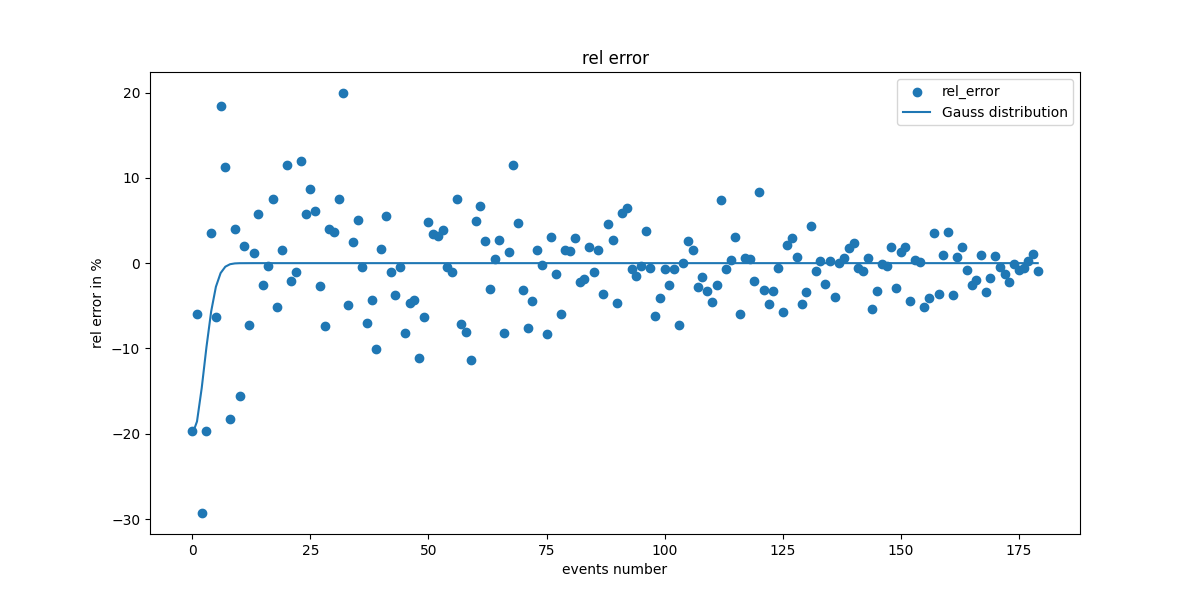 rel error
rel_error
Gauss distribution
rel error in %
20
10
0
−10
−20
−30
0
25
50
75
100
125
150
175
events number